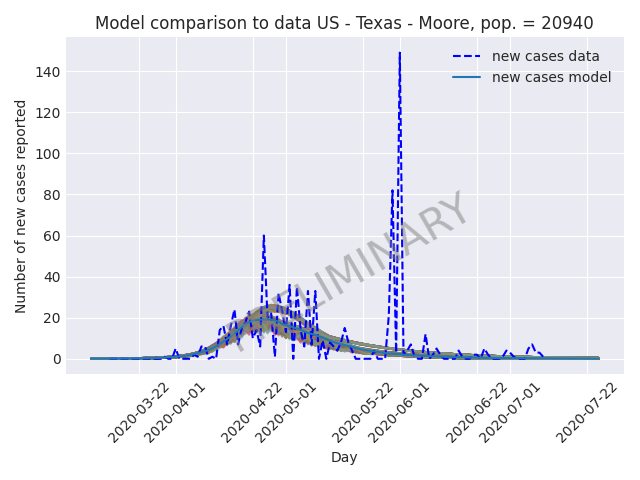 Model comparison to data US - Texas - Moore, pop. = 20940
new cases data
new cases model
Number of new cases reported
140
120
100
80
60
40
20
0
PRELIMINARY
2020-03-22
2020-04-01
2020-04-22
2020-05-01
2020-05-22
2020-06-01
2020-06-22
2020-07-01
2020-07-22
Day